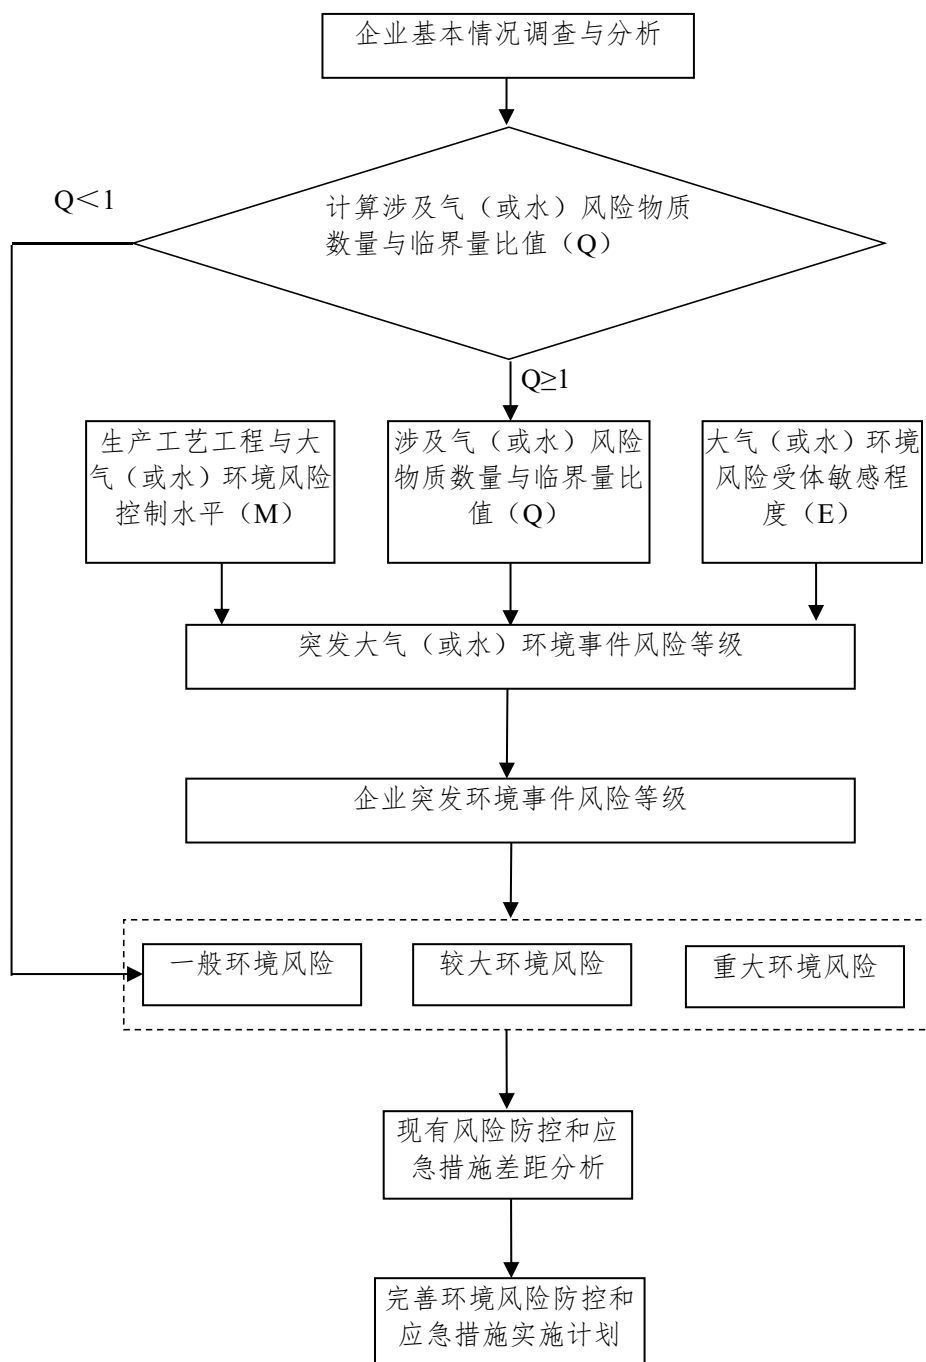 企业基本情况调查与分析
Q＜1
计算涉及气（或水）风险物质
数量与临界量比值（Q）
Q≥1
生产工艺工程与大
气（或水）环境风险
控制水平（M）
涉及气（或水）风险
物质数量与临界量比
值（Q）
大气（或水）环境
风险受体敏感程
度（E）
突发大气（或水）环境事件风险等级
企业突发环境事件风险等级
一般环境风险
较大环境风险
重大环境风险
现有风险防控和应
急措施差距分析
完善环境风险防控和
应急措施实施计划